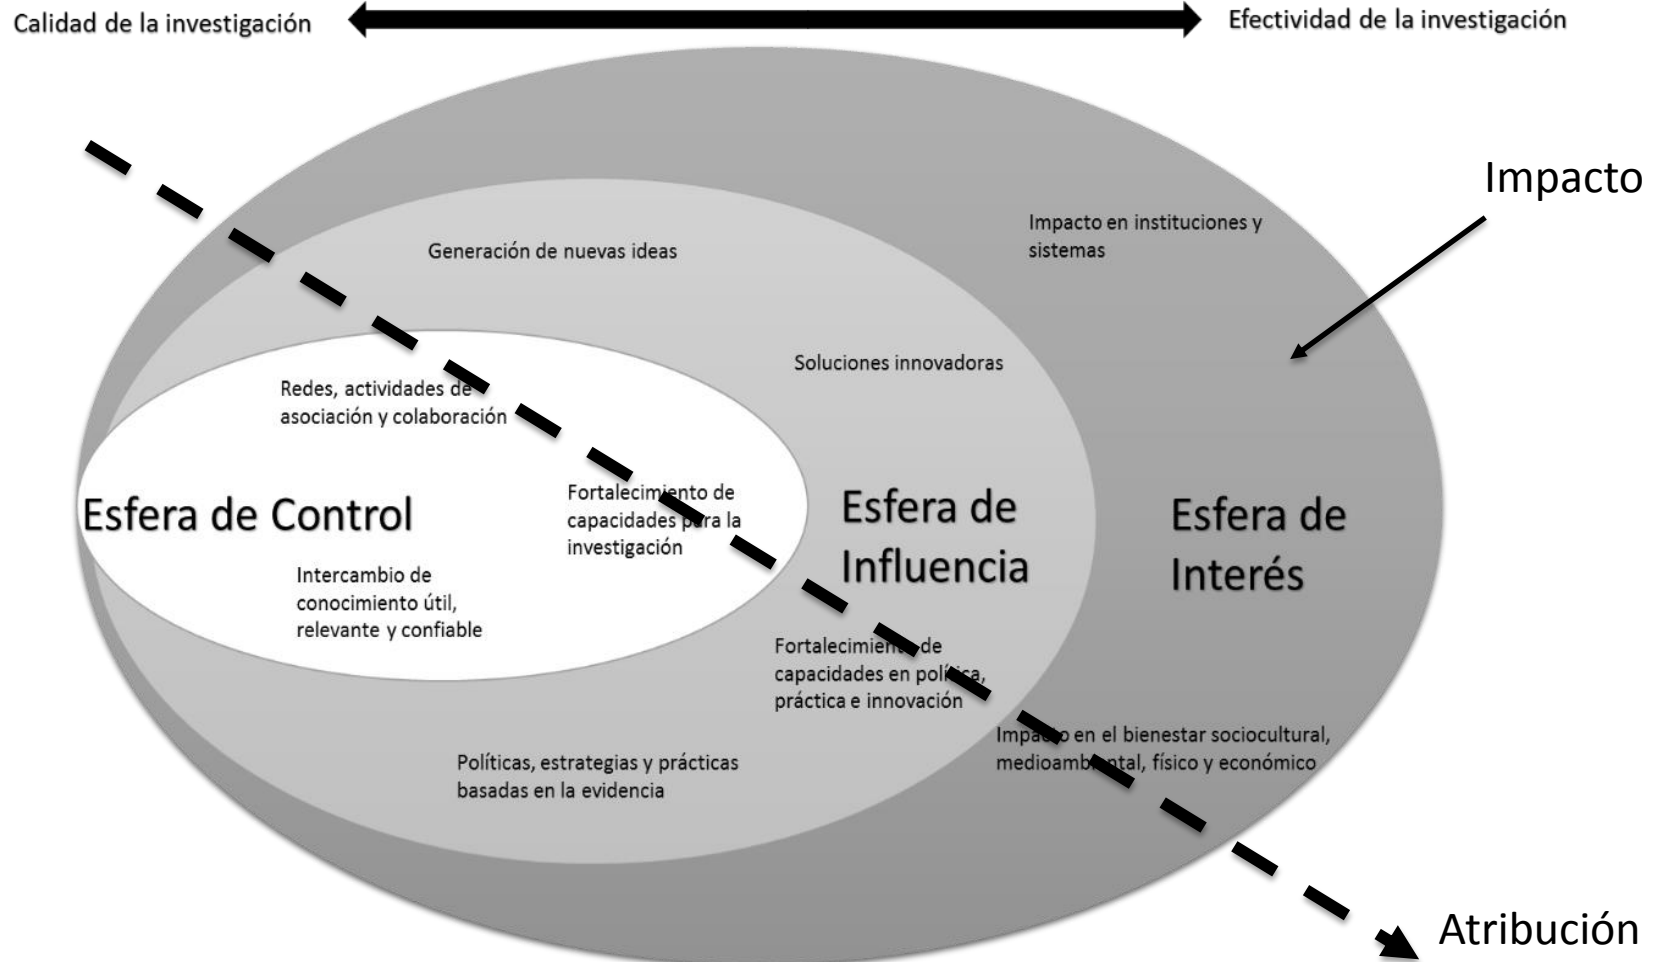 Calidad de la investigación
Efectividad de la investigación
Impacto
Impacto en instituciones y
sistemas
Generación de nuevas ideas
Soluciones innovadoras
Redes, actividades de
asociación y colaboración
Esfera de Control
Fortalecimiento de
capacidades para la
investigación
Esfera de
Influencia
Esfera de
Interés
Intercambio de
conocimiento útil,
relevante y confiable
Fortalecimiento de
capacidades en política,
práctica e innovación
Impacto en el bienestar sociocultural,
medioambiental, físico y económico
Políticas, estrategias y prácticas
basadas en la evidencia
Atribución